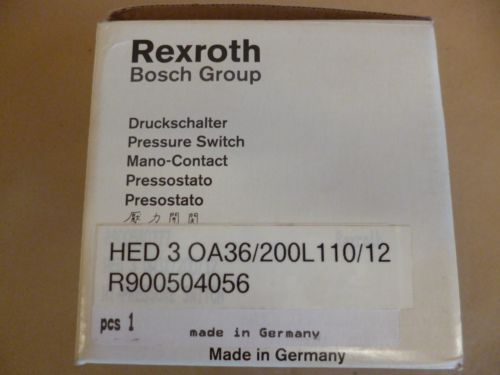 Rexroth
Bosch Group
Druckschalter
Pressure Switch
Mano-Contact
Pressostato
Presostato
壓力開関
HED 3 OA36/200L110/12
R900504056
pcs 1
made in Germany
Made in Germany